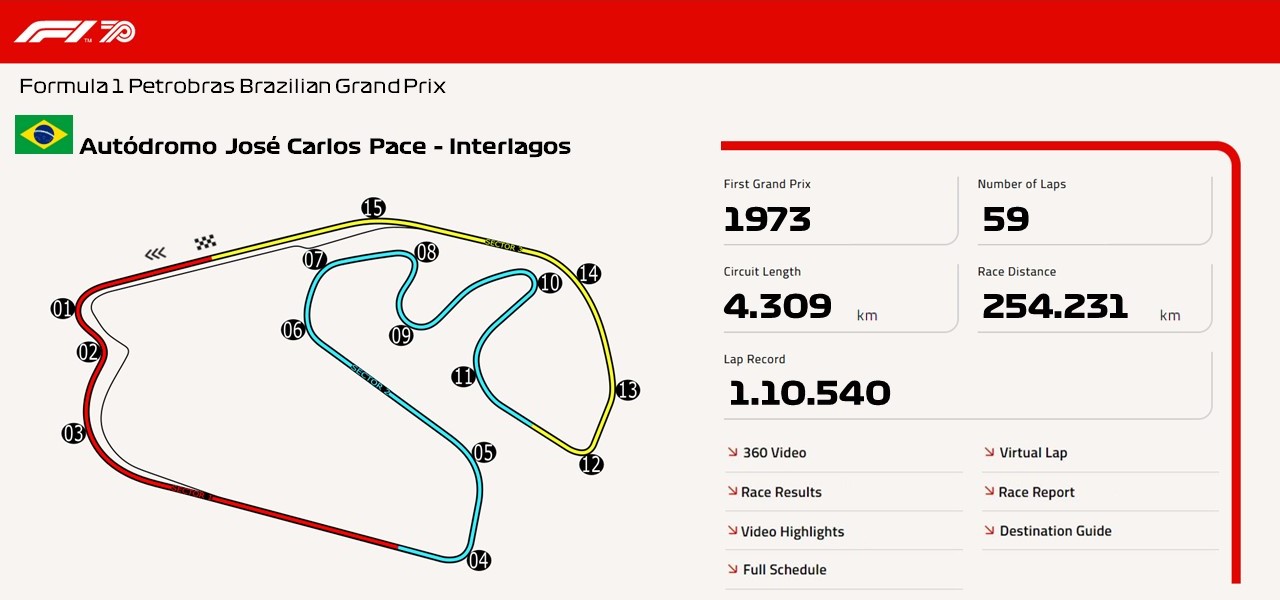 F1 ™ 70
Formula 1 Petrobras Brazilian Grand Prix
Autódromo José Carlos Pace - Interlagos
First Grand Prix
1973
Number of Laps
59
Circuit Length
4.309 km
Race Distance
254.231 km
Lap Record
1.10.540
360 Video
Virtual Lap
Race Results
Race Report
Video Highlights
Destination Guide
Full Schedule
15
SECTOR 3
07
08
14
10
01
06
09
02
SECTOR 2
11
13
03
05
12
SECTOR 1
04